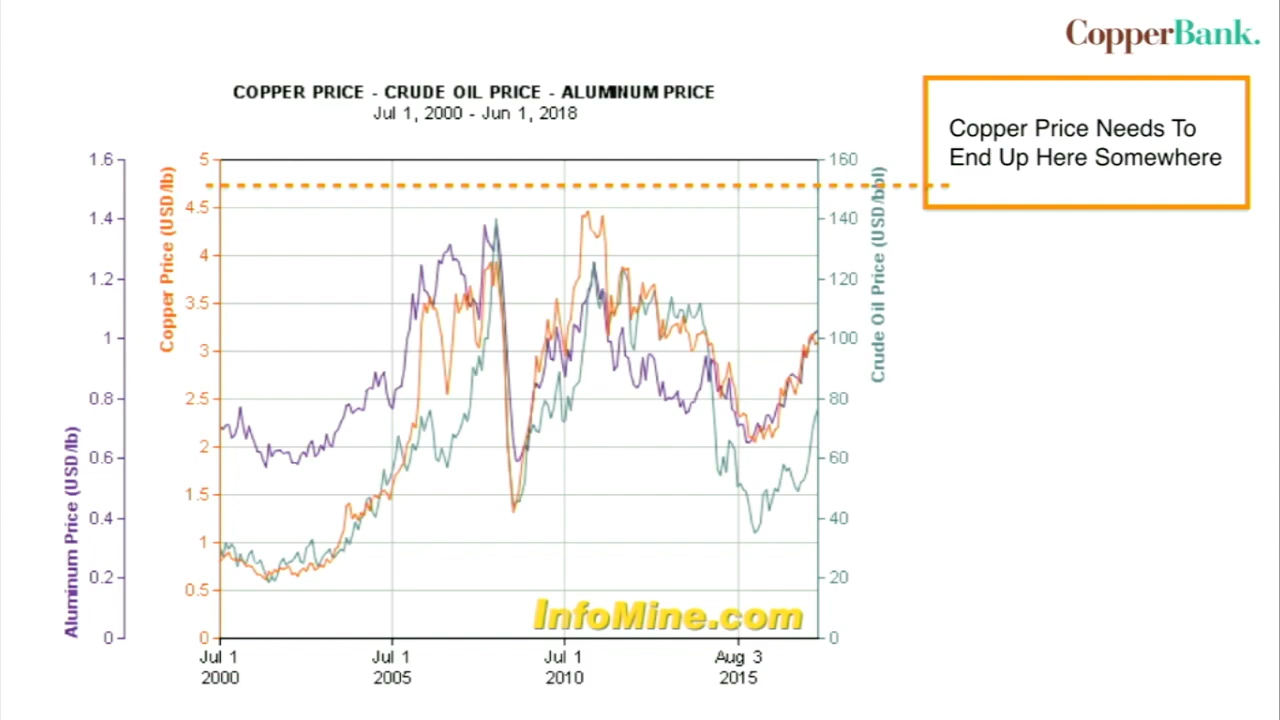 CopperBank.
COPPER PRICE - CRUDE OIL PRICE - ALUMINUM PRICE
Jul 1, 2000 - Jun 1, 2018
Copper Price Needs To
End Up Here Somewhere
Aluminum Price (USD/lb)
1.6
1.4
1.2
1
0.8
0.6
0.4
0.2
0
Copper Price (USD/lb)
5
4.5
4
3.5
3
2.5
2
1.5
1
0.5
0
160
140
120
100
80
60
40
20
0
Crude Oil Price (USD/bbl)
InfoMine.com
Jul 1 Jul 1 Jul 1 Aug 3
2000 2005 2010 2015